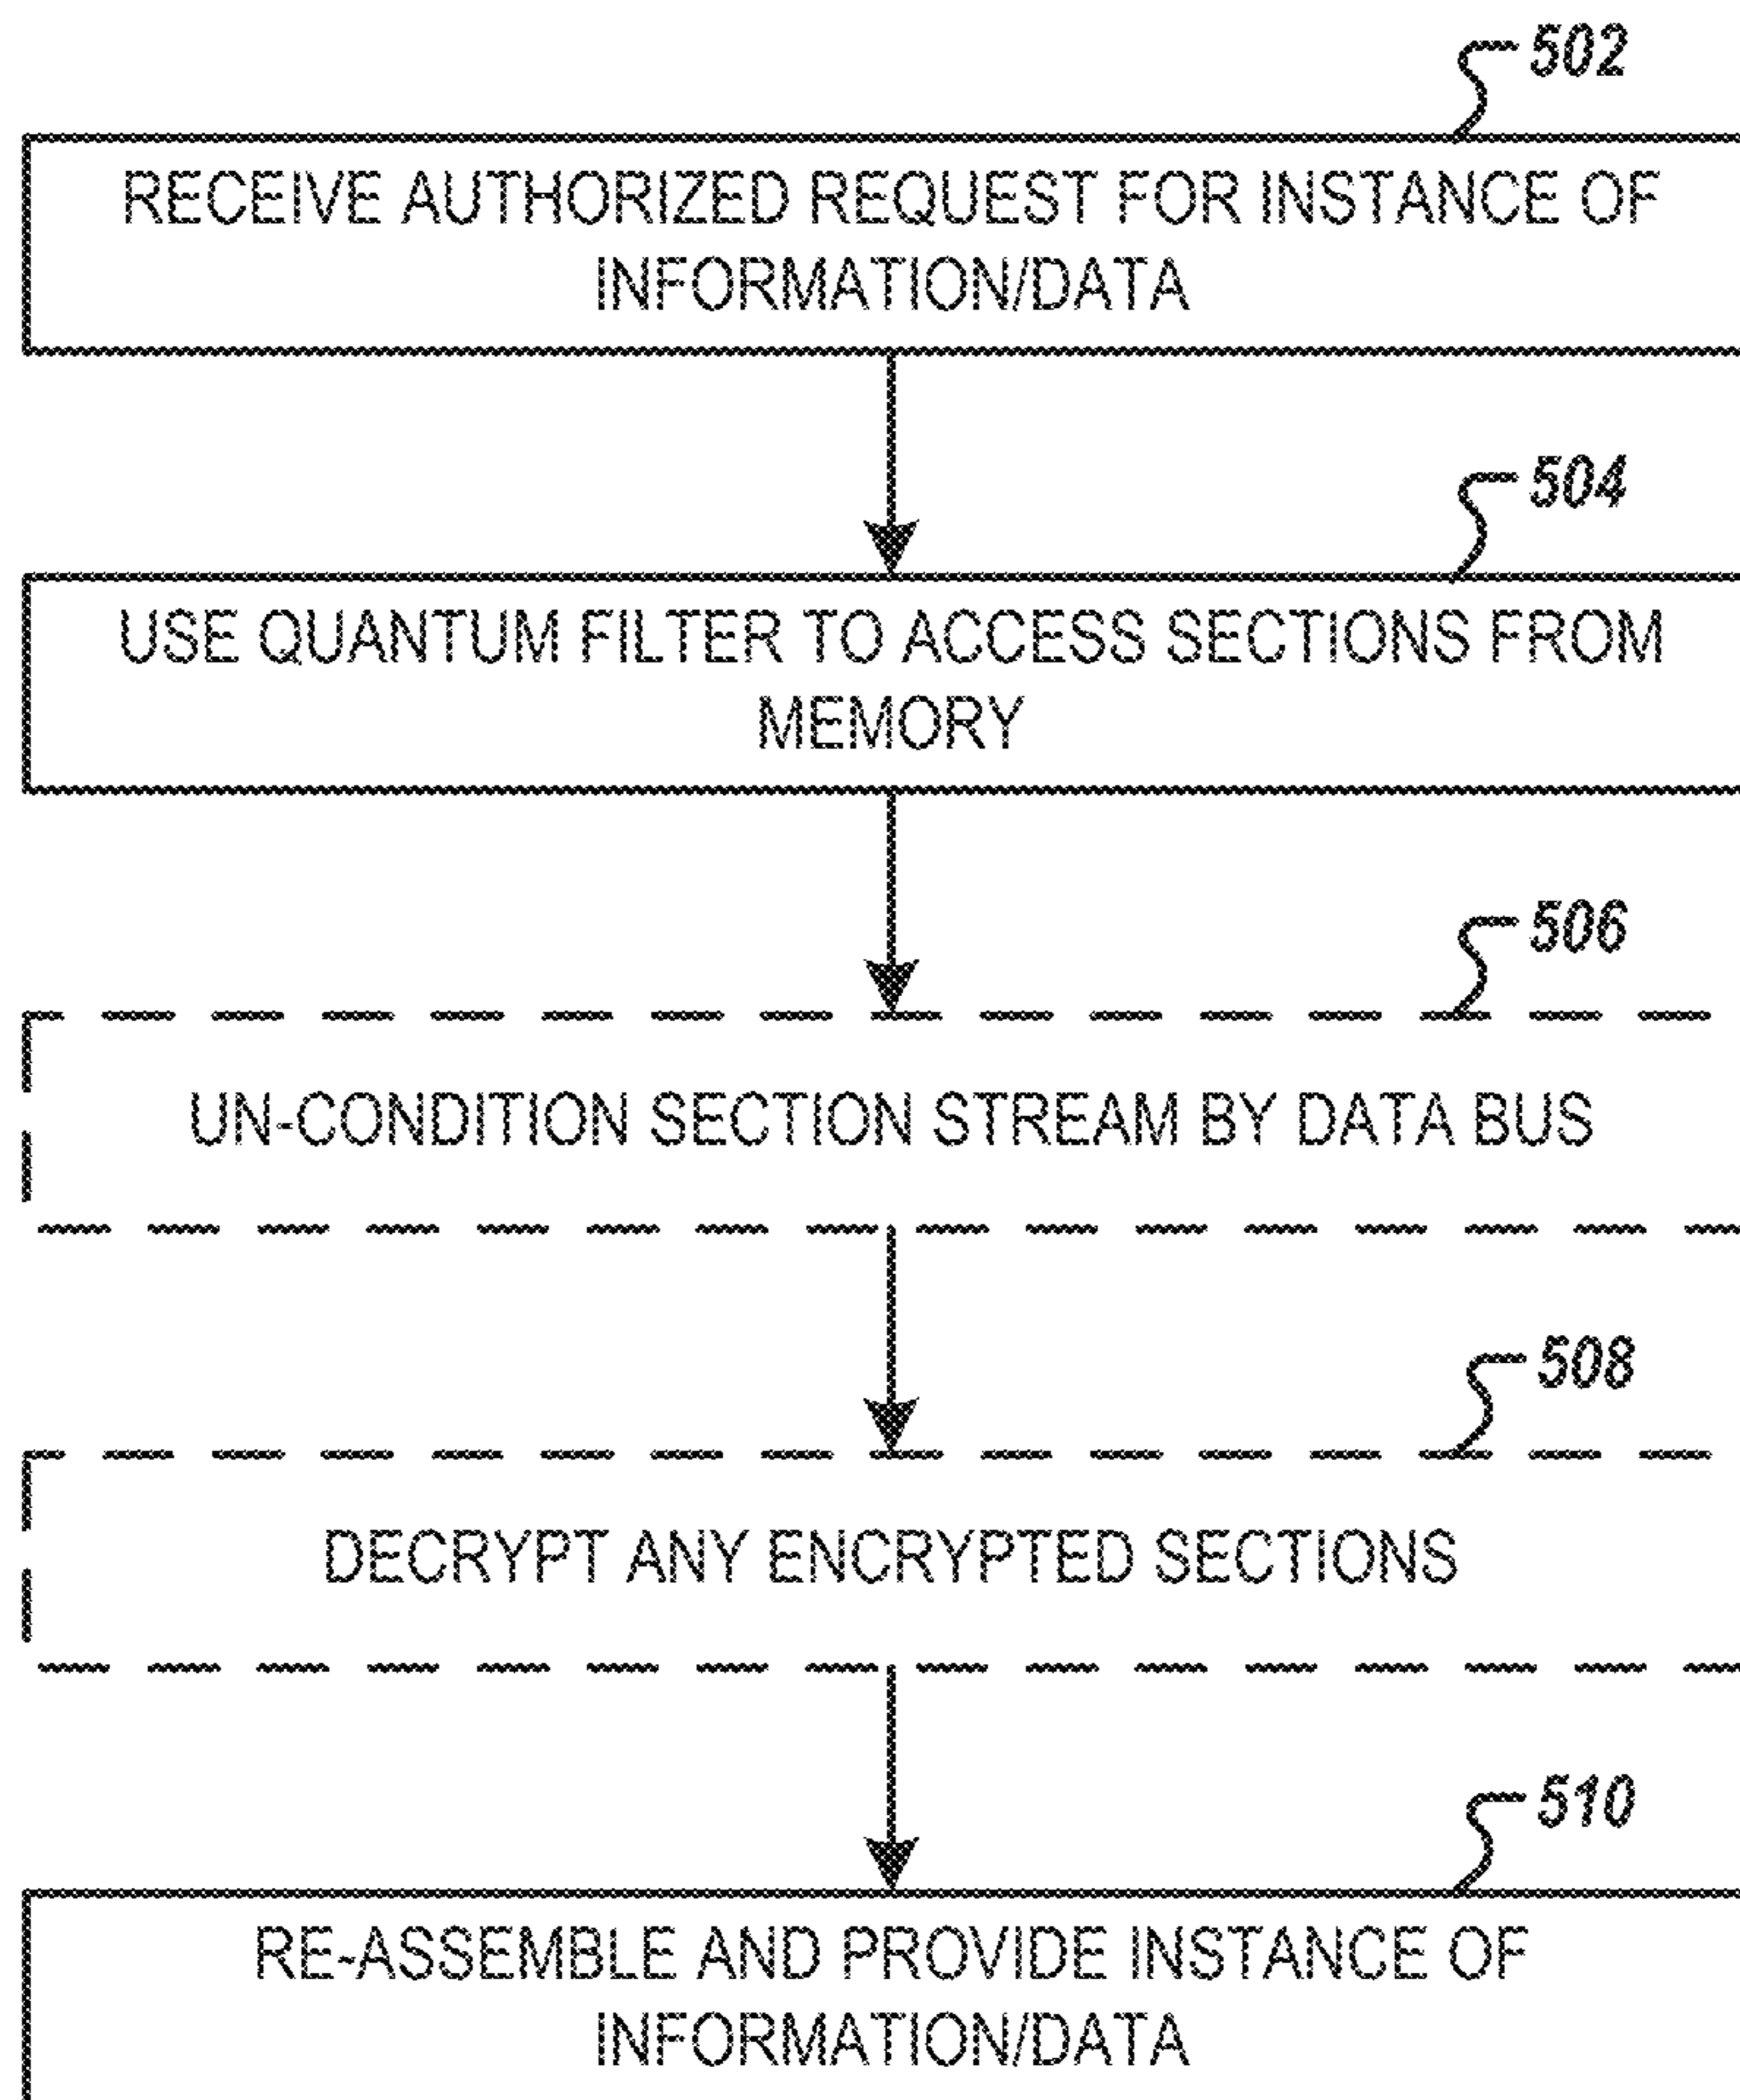 502
RECEIVE AUTHORIZED REQUEST FOR INSTANCE OF
INFORMATION/DATA
504
USE QUANTUM FILTER TO ACCESS SECTIONS FROM
MEMORY
506
UN-CONDITION SECTION STREAM BY DATA BUS
508
DECRYPT ANY ENCRYPTED SECTIONS
510
RE-ASSEMBLE AND PROVIDE INSTANCE OF
INFORMATION/DATA